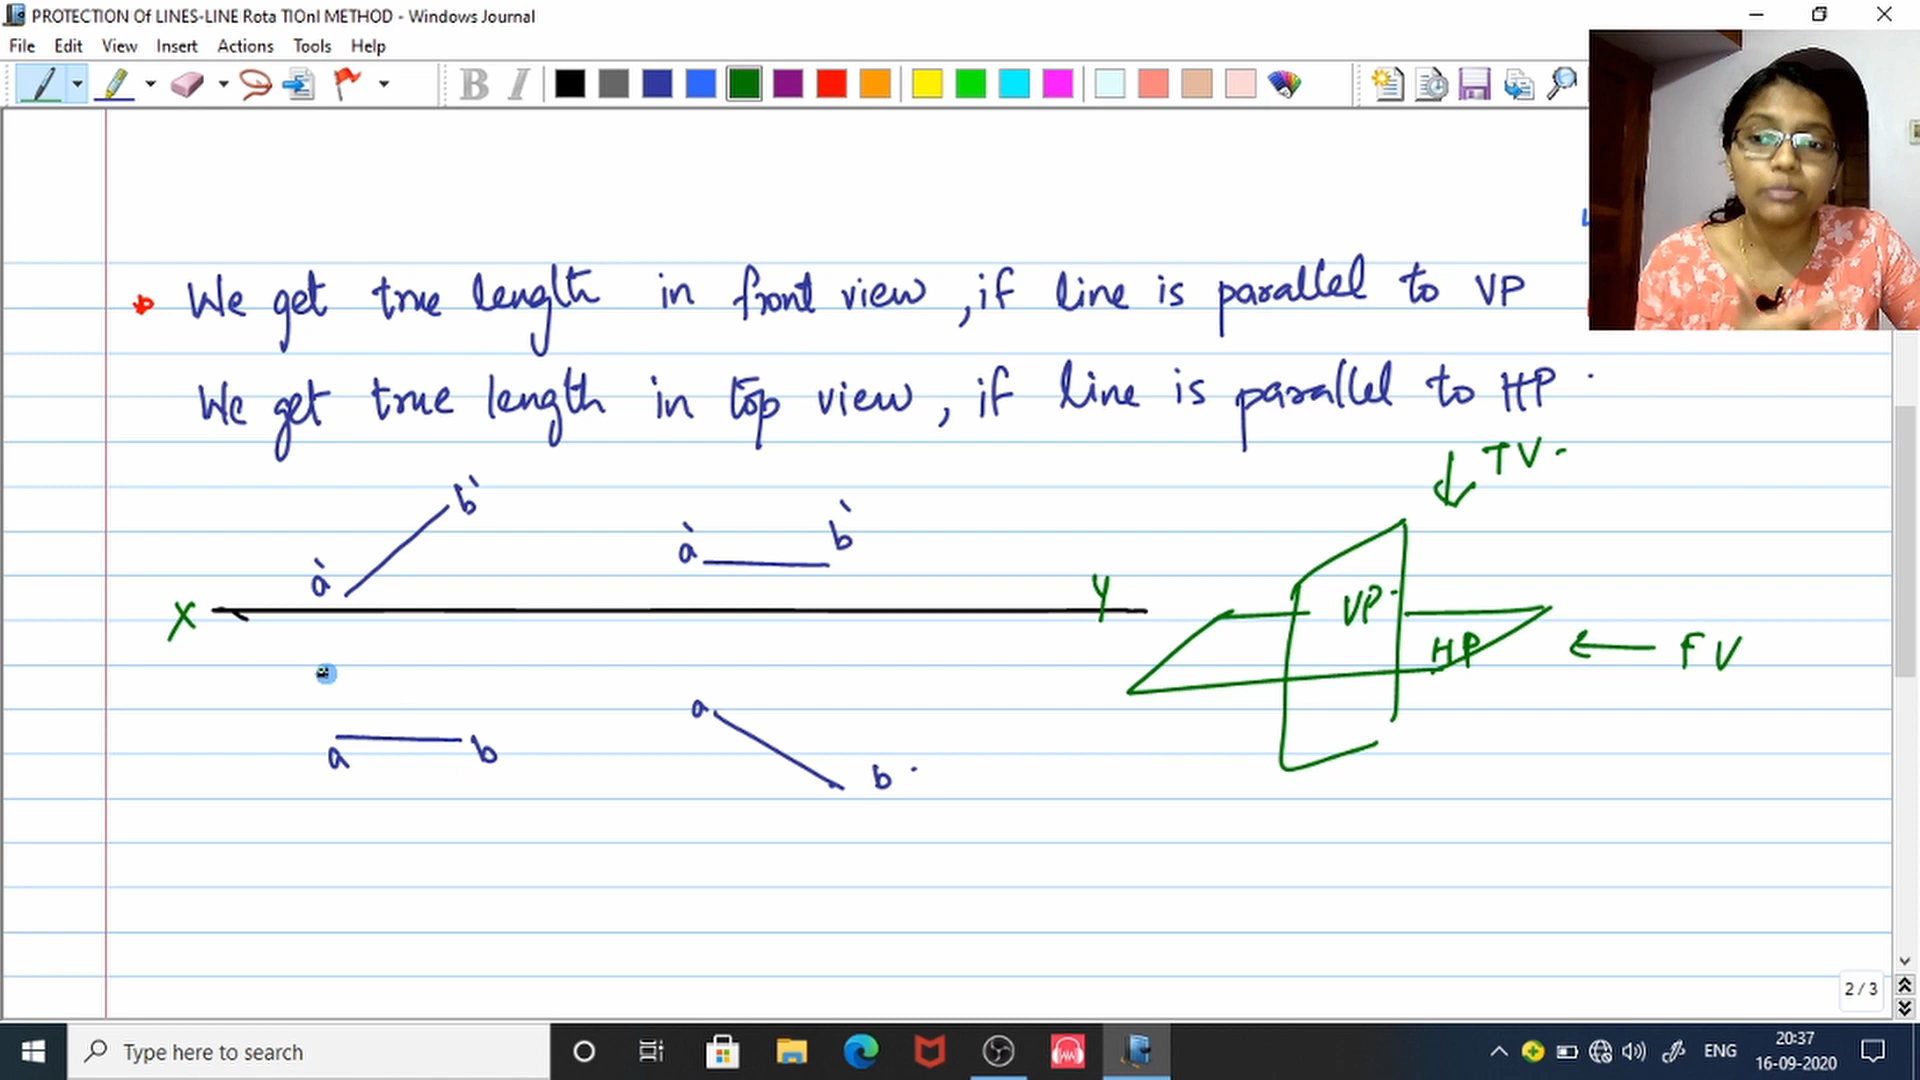 PROTECTION Of LINES-LINE Rota TIOnI METHOD - Windows Journal
File Edit View Insert Actions Tools Help
B I
We get true length in front view, if line is parallel to VP
We get true length in top view, if line is parallel to HP.
TV.
a' b'
a' b'
X Y
VP.
HP
FV
a b
a b.
2 / 3
Type here to search
ENG
20:37
16-09-2020